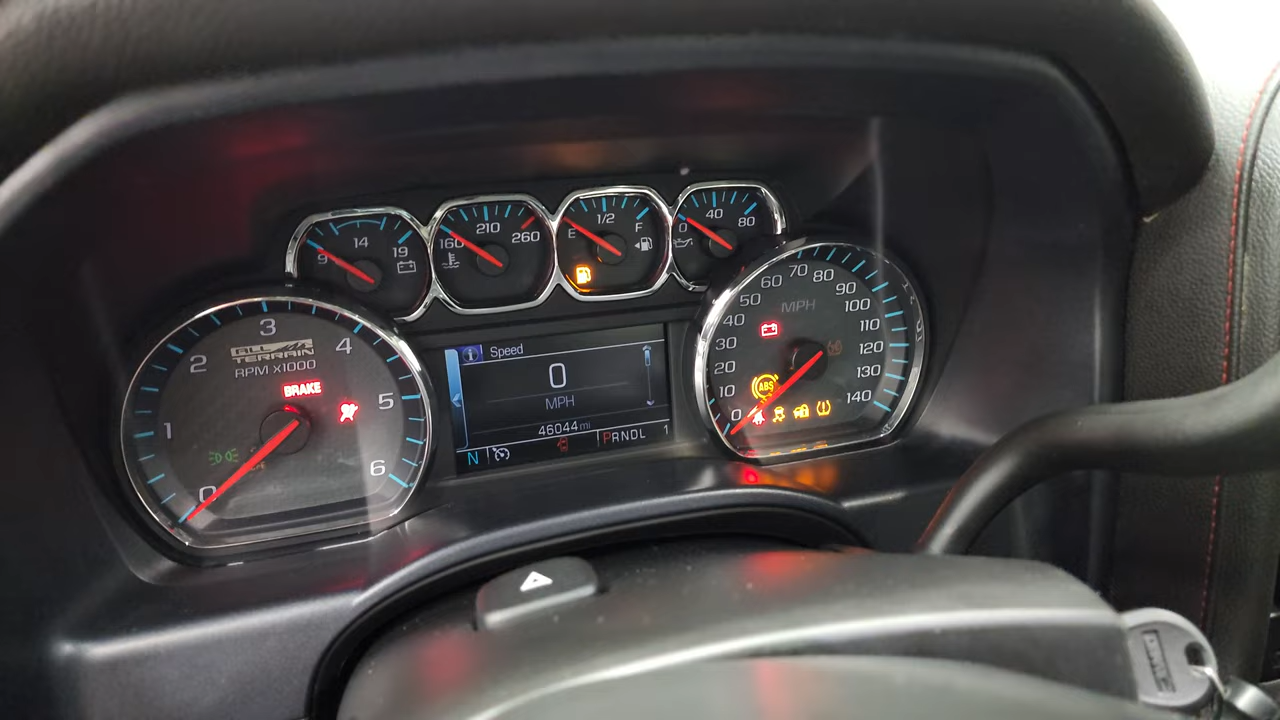 9 14 19
160 210 260
E 1/2 F
0 40 80
0 1 2 3 4 5 6
ALL TERRAIN
RPM x1000
BRAKE
i Speed
0
MPH
46044 mi
N PRNDL 1
MPH
0 10 20 30 40 50 60 70 80 90 100 110 120 130 140
ABS